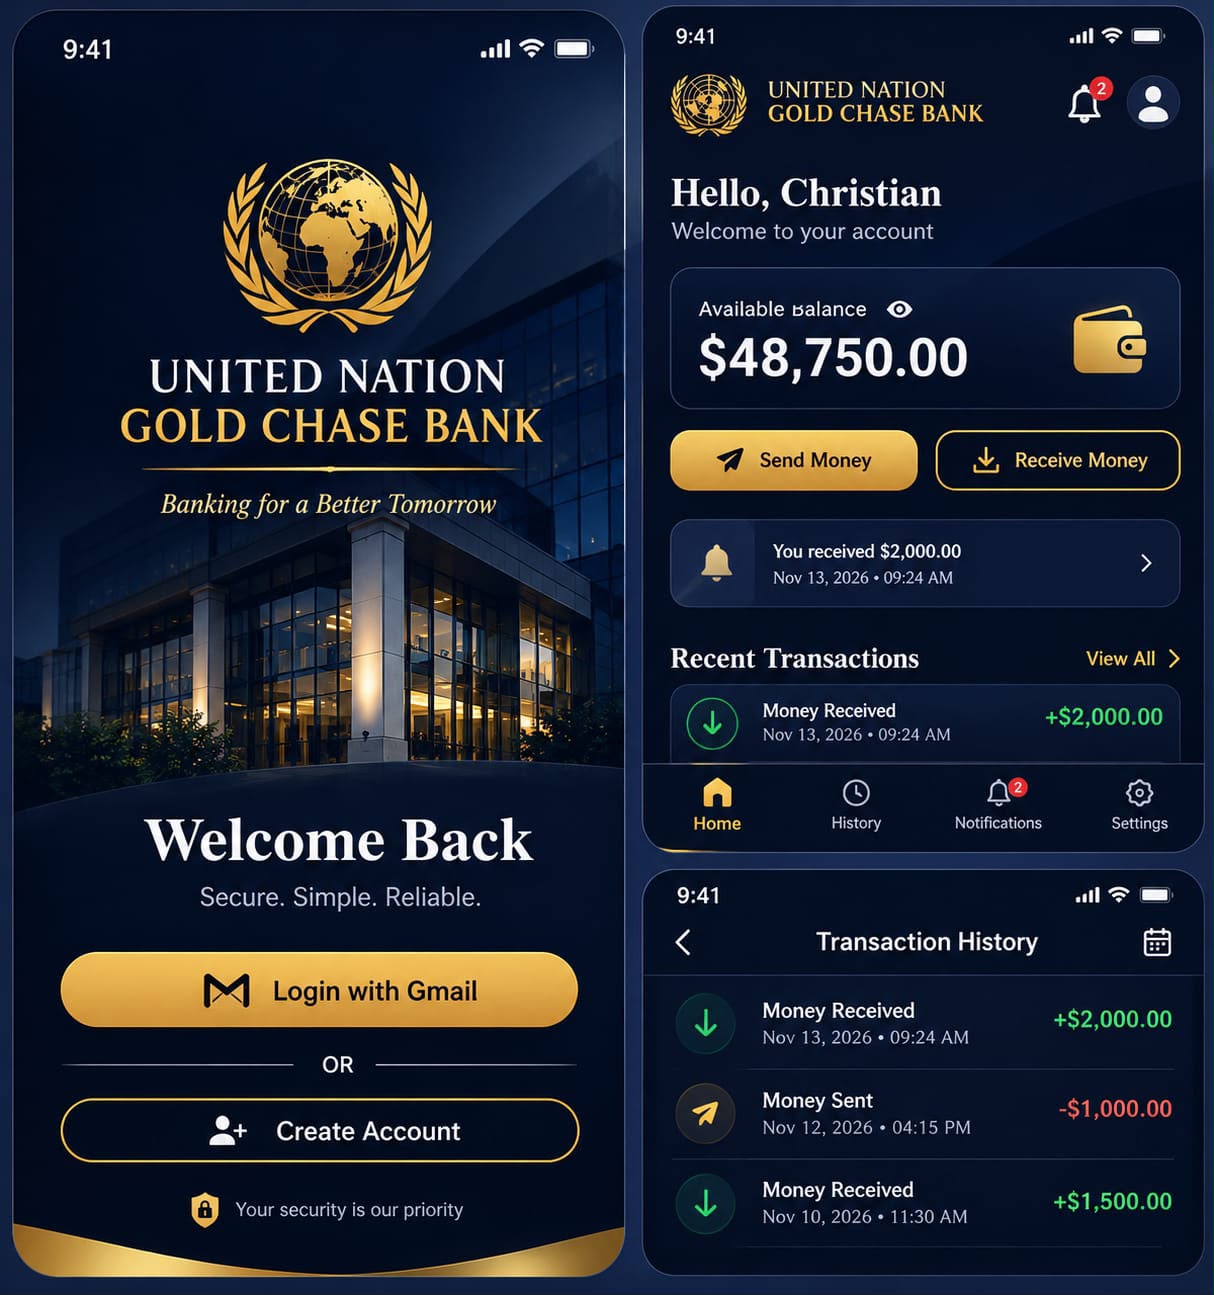 9:41
UNITED NATION
GOLD CHASE BANK
Banking for a Better Tomorrow
Welcome Back
Secure. Simple. Reliable.
Login with Gmail
OR
Create Account
Your security is our priority
9:41
UNITED NATION
GOLD CHASE BANK
2
Hello, Christian
Welcome to your account
Available Balance
$48,750.00
Send Money
Receive Money
You received $2,000.00
Nov 13, 2026 • 09:24 AM
Recent Transactions
View All
Money Received
+$2,000.00
Nov 13, 2026 • 09:24 AM
2
Home
History
Notifications
Settings
9:41
Transaction History
Money Received
+$2,000.00
Nov 13, 2026 • 09:24 AM
Money Sent
-$1,000.00
Nov 12, 2026 • 04:15 PM
Money Received
+$1,500.00
Nov 10, 2026 • 11:30 AM